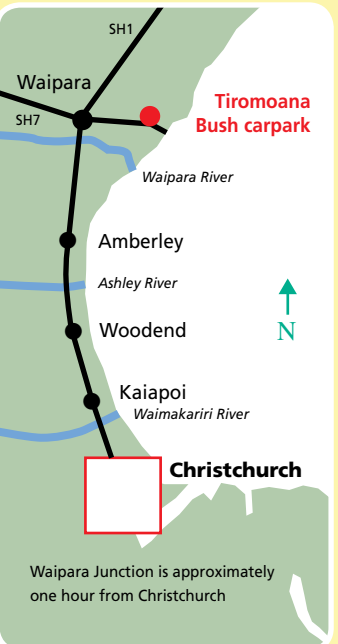 SH1
Waipara
Tiromoana
Bush carpark
SH7
Waipara River
Amberley
Ashley River
Woodend
N
Kaiapoi
Waimakariri River
Christchurch
Waipara Junction is approximately
one hour from Christchurch